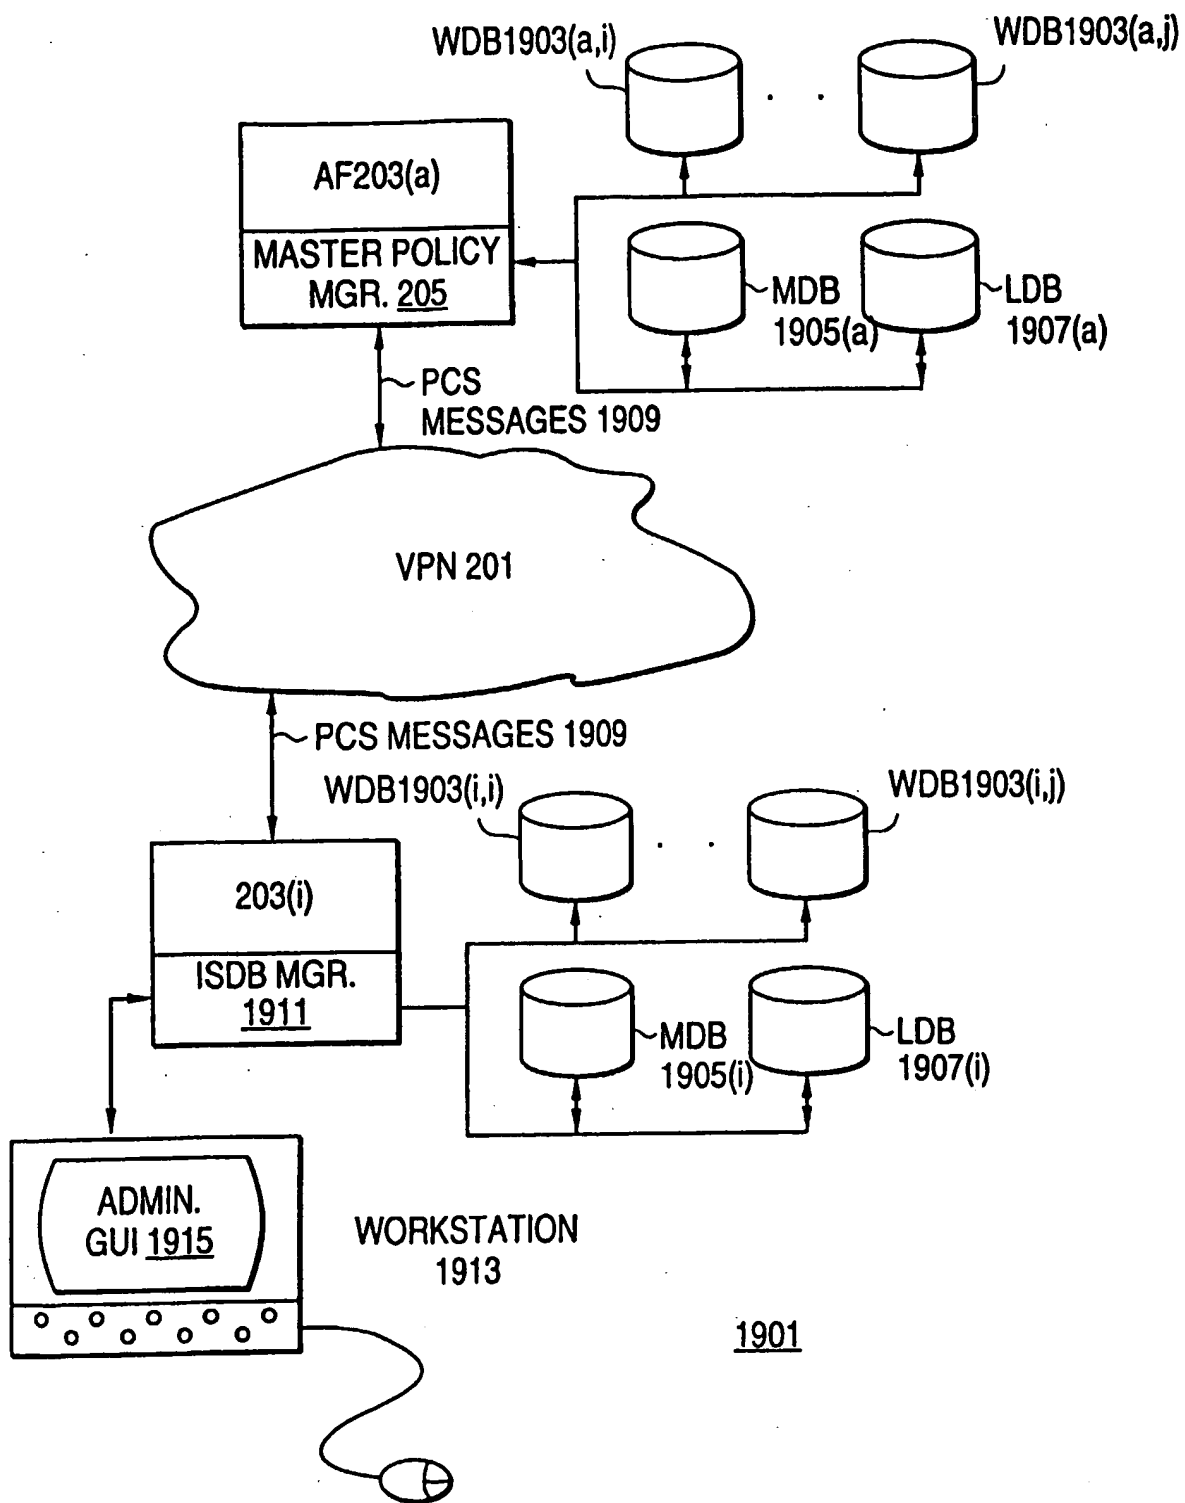 WDB1903(a,i)
WDB1903(a,j)
AF203(a)
MASTER POLICY
MGR. 205
MDB
1905(a)
LDB
1907(a)
PCS
MESSAGES 1909
VPN 201
PCS MESSAGES 1909
WDB1903(i,i)
WDB1903(i,j)
203(i)
ISDB MGR.
1911
MDB
1905(i)
LDB
1907(i)
ADMIN.
GUI 1915
WORKSTATION
1913
1901